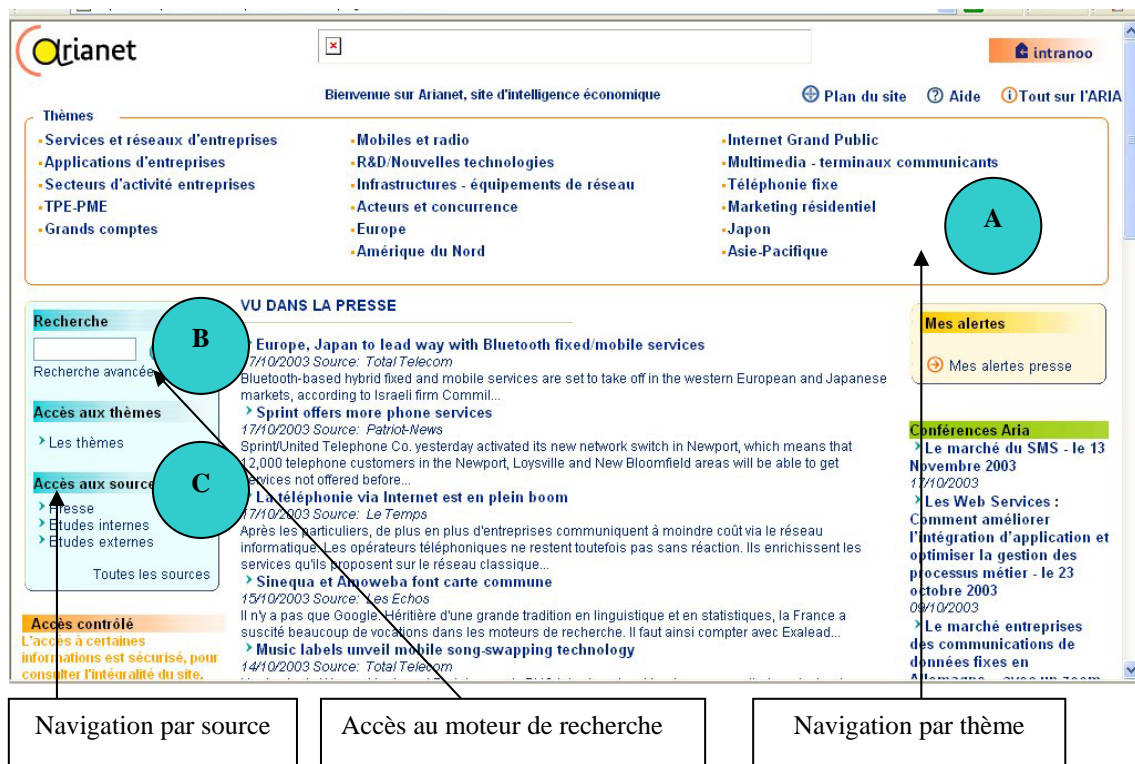 arianet
intranoo
Bienvenue sur Arianet, site d'intelligence économique
Plan du site
Aide
Tout sur l'ARIA
Thèmes
Services et réseaux d'entreprises
Applications d'entreprises
Secteurs d'activité entreprises
TPE-PME
Grands comptes
Mobiles et radio
R&D/Nouvelles technologies
Infrastructures - équipements de réseau
Acteurs et concurrence
Europe
Amérique du Nord
Internet Grand Public
Multimedia - terminaux communicants
Téléphonie fixe
Marketing résidentiel
Japon
Asie-Pacifique
A
Recherche
Recherche avancée
B
Accès aux thèmes
Les thèmes
Accès aux
C
Presse
Etudes internes
Etudes externes
Toutes les sources
Accès contrôlé
L'accès à certaines
informations est sécurisé, pour
consulter l'intégralité du site.
VU DANS LA PRESSE
Europe, Japan to lead way with Bluetooth fixed/mobile services
17/10/2003 Source: Total Telecom
Bluetooth-based hybrid fixed and mobile services are set to take off in the western European and Japanese
markets, according to Israeli firm Commil...
Sprint offers more phone services
17/10/2003 Source: Patriot-News
Sprint/United Telephone Co. yesterday activated its new network switch in Newport, which means that
12,000 telephone customers in the Newport, Loysville and New Bloomfield areas will be able to get
services not offered before...
La téléphonie via Internet est en plein boom
17/10/2003 Source: Le Temps
Après les particuliers, de plus en plus d'entreprises communiquent à moindre coût via le réseau
informatique. Les opérateurs téléphoniques ne restent toutefois pas sans réaction. Ils enrichissent les
services qu'ils proposent sur le réseau classique...
Sinequa et Amoweba font carte commune
15/10/2003 Source: Les Echos
Il n'y a pas que Google. Héritière d'une grande tradition en linguistique et en statistiques, la France a
suscité beaucoup de vocations dans les moteurs de recherche. Il faut ainsi compter avec Exalead...
Music labels unveil mobile song-swapping technology
14/10/2003 Source: Total Telecom
Mes alertes
Mes alertes presse
Conférences Aria
Le marché du SMS - le 13
Novembre 2003
17/10/2003
Les Web Services :
Comment améliorer
l'intégration d'application et
optimiser la gestion des
processus métier - le 23
octobre 2003
09/10/2003
Le marché entreprises
des communications de
données fixes en
Navigation par source
Accès au moteur de recherche
Navigation par thème